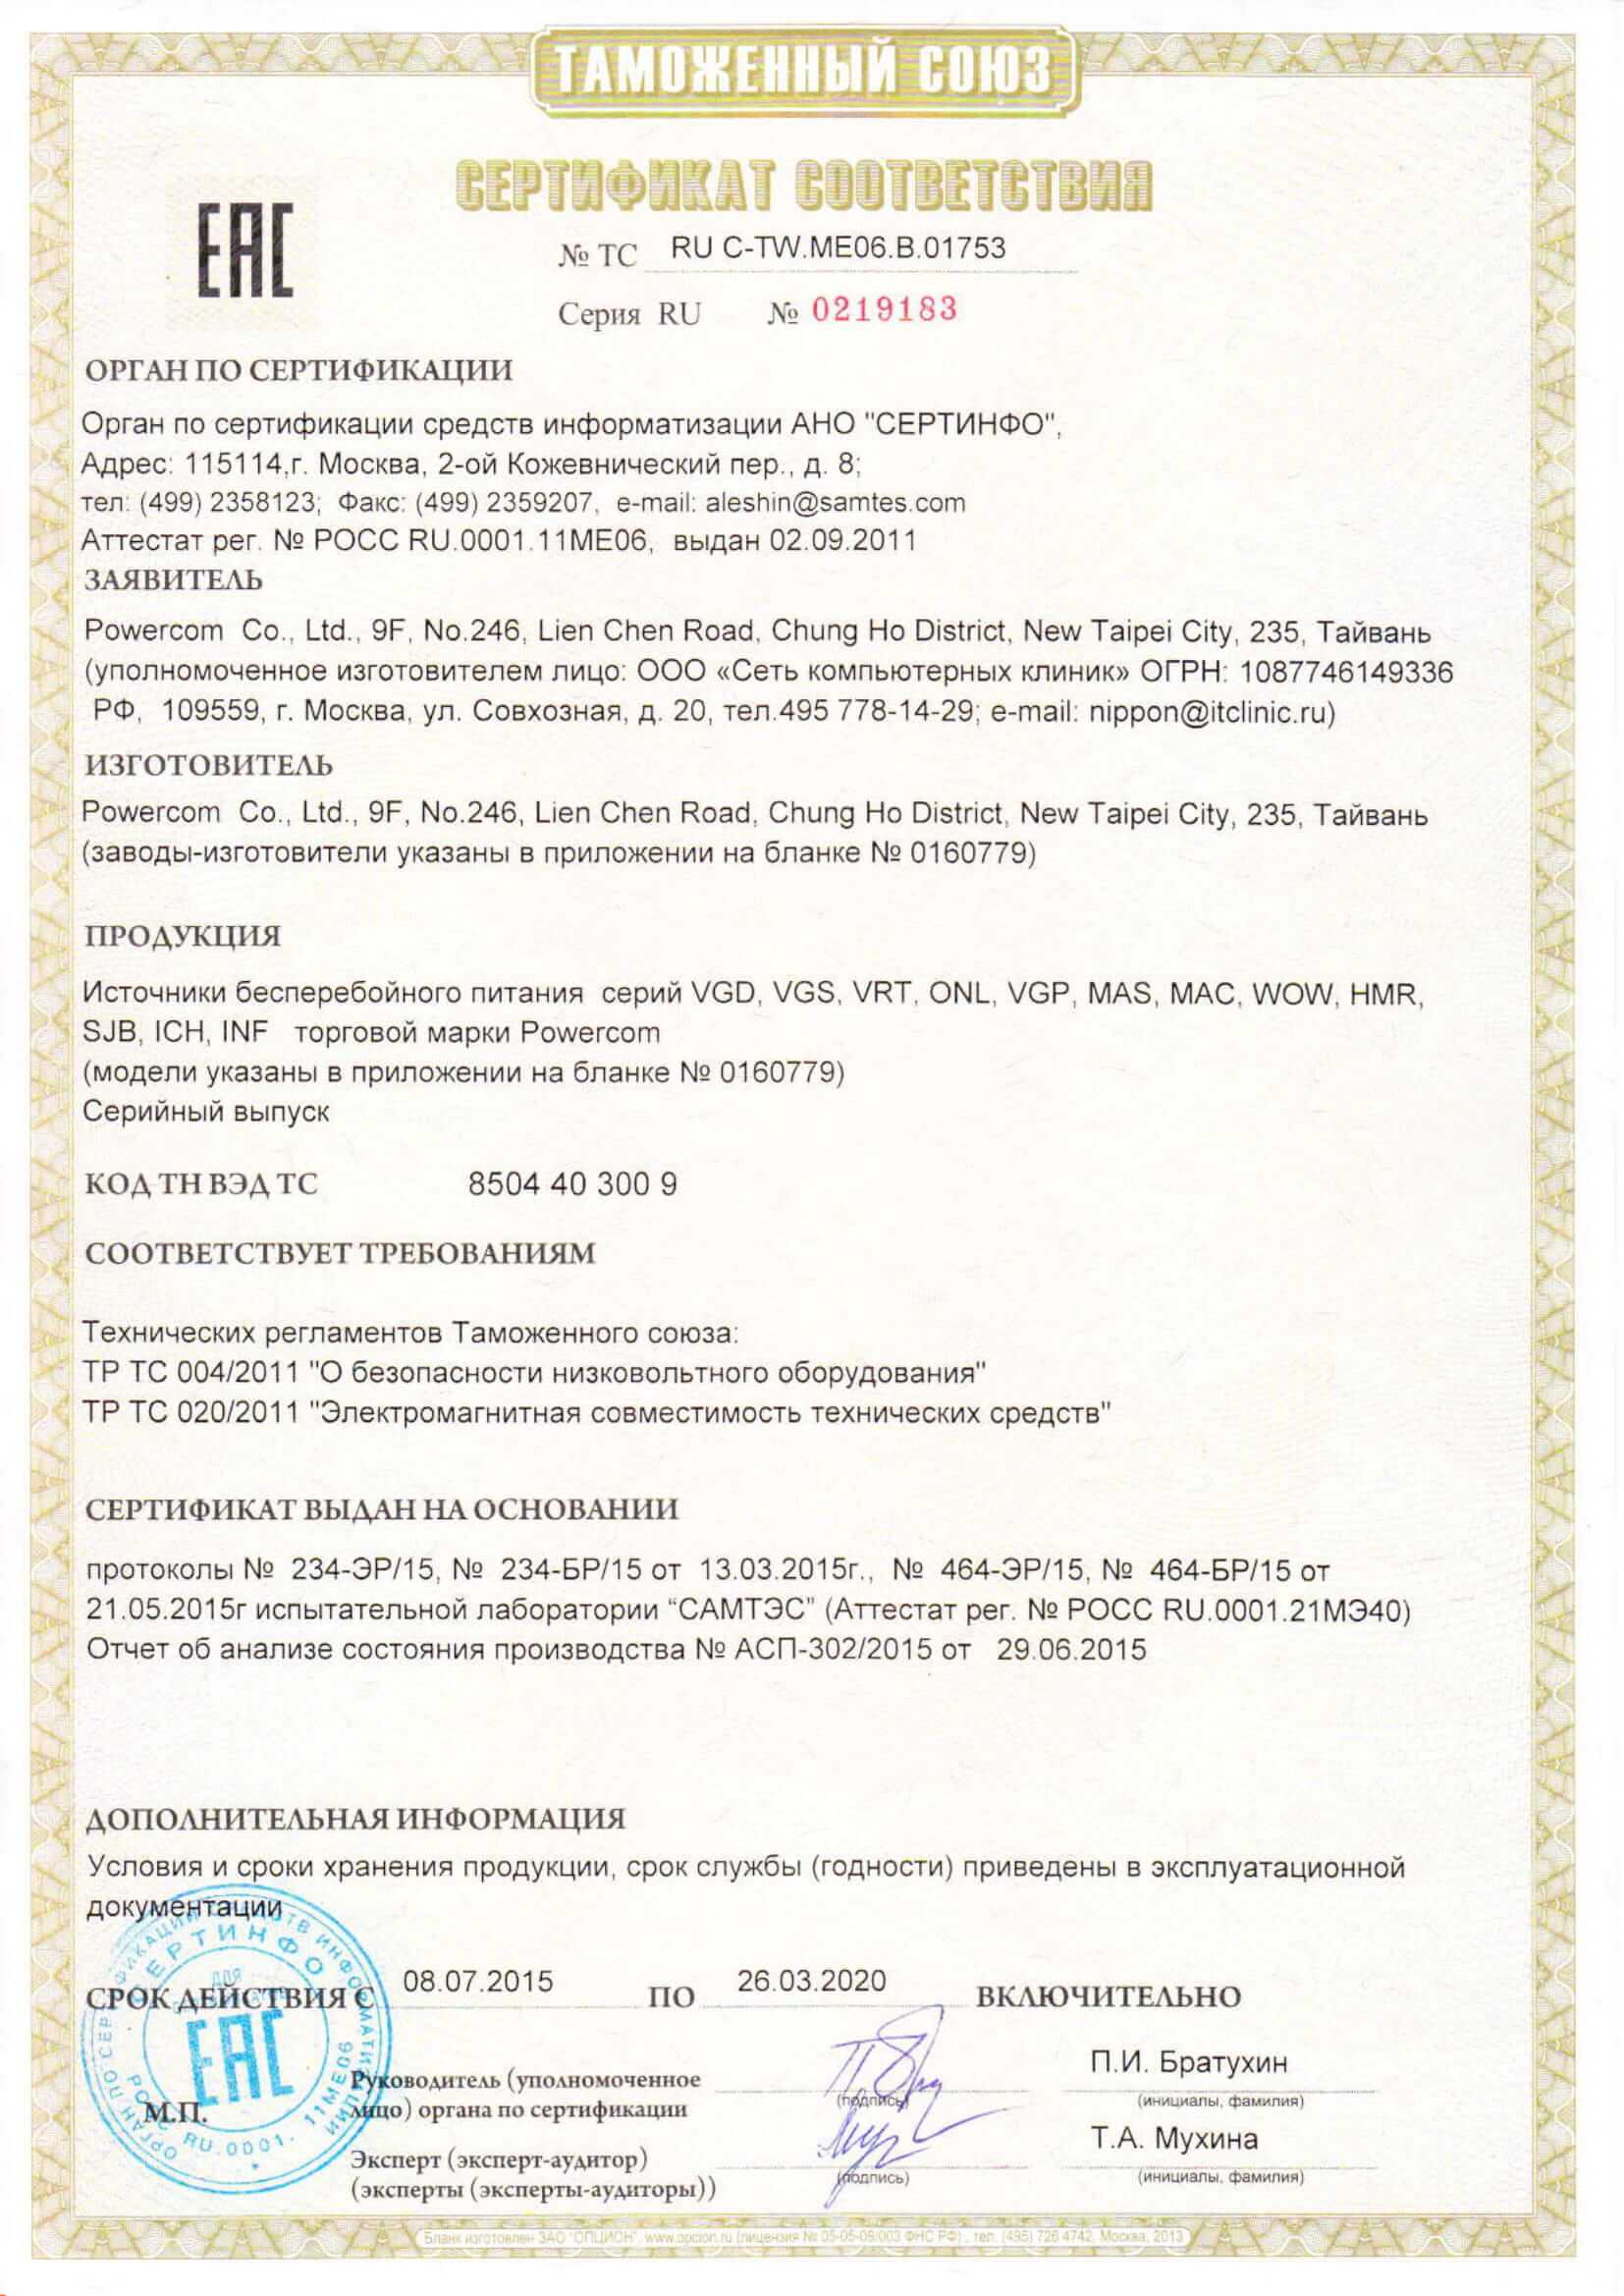 ТАМОЖЕННЫЙ СОЮЗ
СЕРТИФИКАТ СООТВЕТСТВИЯ
ЕАС
№ ТС RU C-TW.ME06.B.01753
Серия RU № 0219183
ОРГАН ПО СЕРТИФИКАЦИИ
Орган по сертификации средств информатизации АНО "СЕРТИНФО",
Адрес: 115114,г. Москва, 2-ой Кожевнический пер., д. 8;
тел: (499) 2358123; Факс: (499) 2359207, e-mail: aleshin@samtes.com
Аттестат рег. № РОСС RU.0001.11МЕ06, выдан 02.09.2011
ЗАЯВИТЕЛЬ
Powercom Co., Ltd., 9F, No.246, Lien Chen Road, Chung Ho District, New Taipei City, 235, Тайвань
(уполномоченное изготовителем лицо: ООО «Сеть компьютерных клиник» ОГРН: 1087746149336
РФ, 109559, г. Москва, ул. Совхозная, д. 20, тел.495 778-14-29; e-mail: nippon@itclinic.ru)
ИЗГОТОВИТЕЛЬ
Powercom Co., Ltd., 9F, No.246, Lien Chen Road, Chung Ho District, New Taipei City, 235, Тайвань
(заводы-изготовители указаны в приложении на бланке № 0160779)
ПРОДУКЦИЯ
Источники бесперебойного питания серий VGD, VGS, VRT, ONL, VGP, MAS, MAC, WOW, HMR,
SJB, ICH, INF торговой марки Powercom
(модели указаны в приложении на бланке № 0160779)
Серийный выпуск
КОД ТН ВЭД ТС 8504 40 300 9
СООТВЕТСТВУЕТ ТРЕБОВАНИЯМ
Технических регламентов Таможенного союза:
ТР ТС 004/2011 "О безопасности низковольтного оборудования"
ТР ТС 020/2011 "Электромагнитная совместимость технических средств"
СЕРТИФИКАТ ВЫДАН НА ОСНОВАНИИ
протоколы № 234-ЭР/15, № 234-БР/15 от 13.03.2015г., № 464-ЭР/15, № 464-БР/15 от
21.05.2015г испытательной лаборатории “САМТЭС” (Аттестат рег. № РОСС RU.0001.21МЭ40)
Отчет об анализе состояния производства № АСП-302/2015 от 29.06.2015
ДОПОЛНИТЕЛЬНАЯ ИНФОРМАЦИЯ
Условия и сроки хранения продукции, срок службы (годности) приведены в эксплуатационной
документации
СРОК ДЕЙСТВИЯ С 08.07.2015 ПО 26.03.2020 ВКЛЮЧИТЕЛЬНО
ОРГАН ПО СЕРТИФИКАЦИИ СРЕДСТВ ИНФОРМАТИЗАЦИИ
СЕРТИНФО
ДЛЯ
ЕАС
РОСС RU.0001.11МЕ06
М.П.
Руководитель (уполномоченное
лицо) органа по сертификации
(подпись)
П.И. Братухин
(инициалы, фамилия)
Эксперт (эксперт-аудитор)
(эксперты (эксперты-аудиторы))
(подпись)
Т.А. Мухина
(инициалы, фамилия)
Бланк изготовлен ЗАО "ОПЦИОН", www.opcion.ru (лицензия № 05-05-09/003 ФНС РФ), тел. (495) 726 4742, Москва, 2013